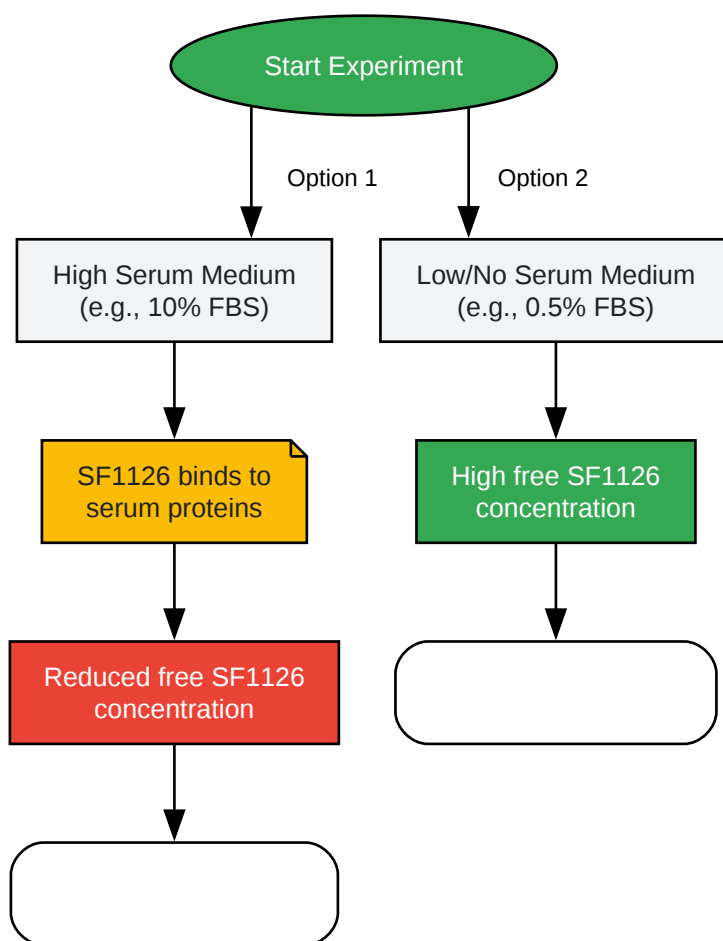 Start Experiment
Option 1
Option 2
High Serum Medium
(e.g., 10% FBS)
Low/No Serum Medium
(e.g., 0.5% FBS)
SF1126 binds to
serum proteins
High free SF1126
concentration
Reduced free SF1126
concentration